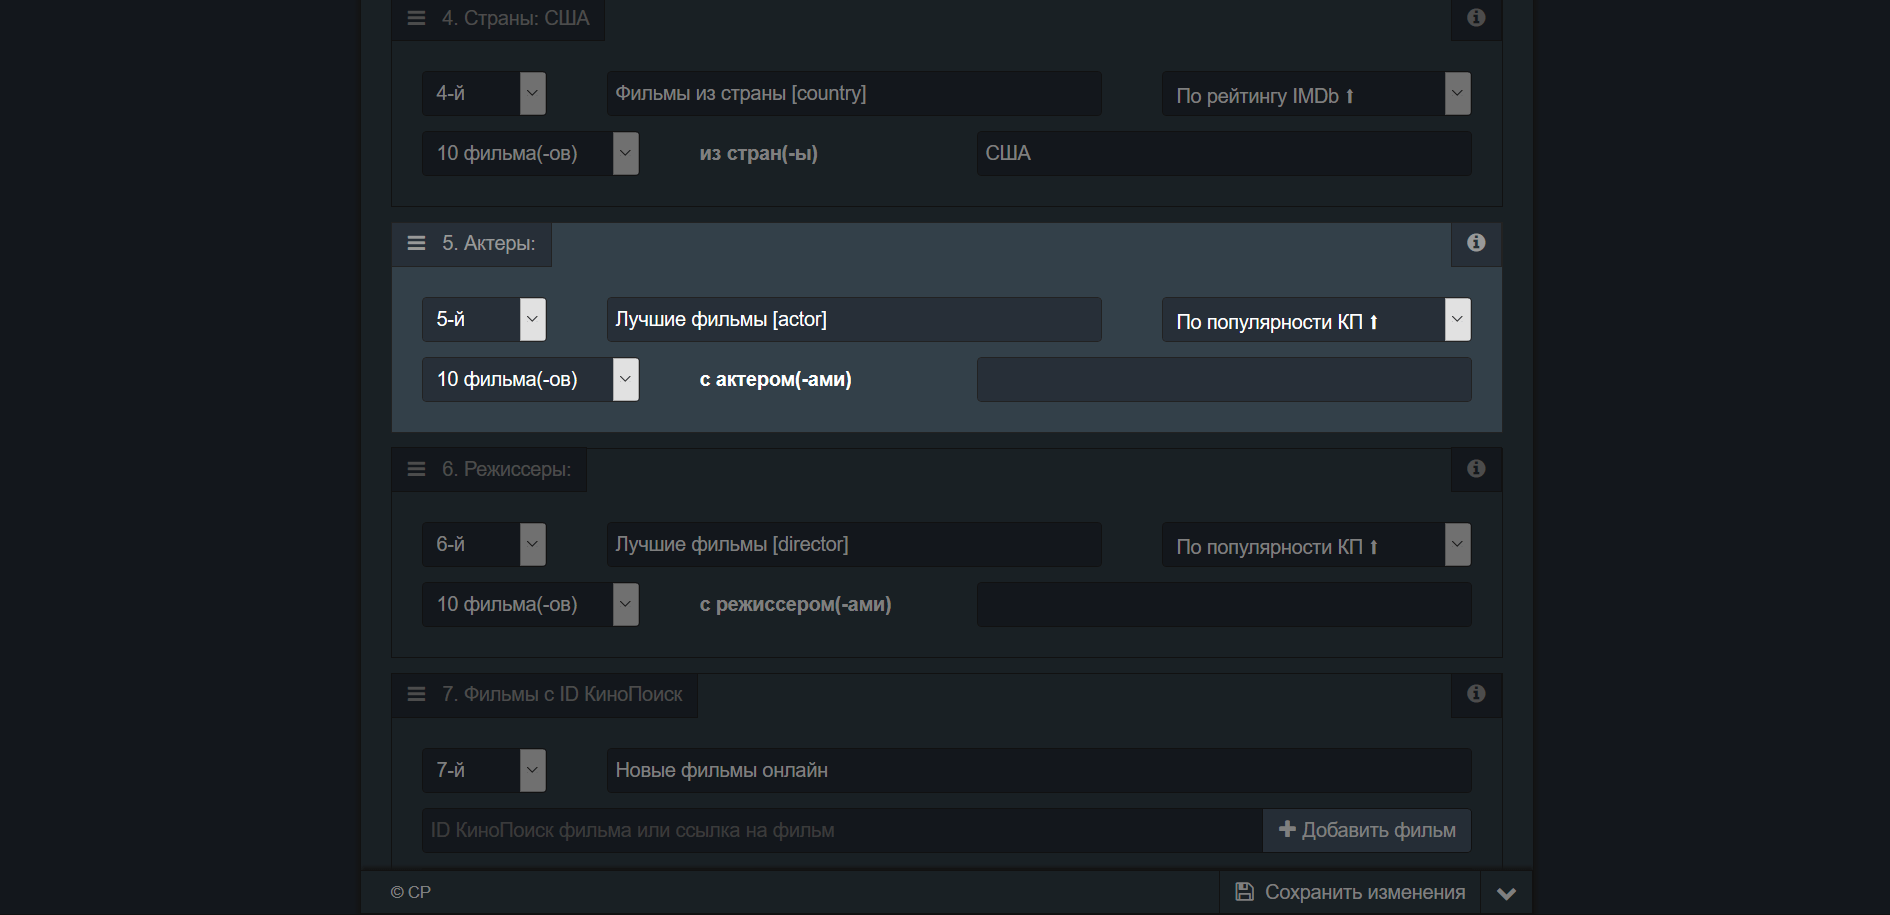 4. Страны: США
4-й
Фильмы из страны [country]
По рейтингу IMDb ⬆
10 фильма(-ов)
из стран(-ы)
США
5. Актеры:
5-й
Лучшие фильмы [actor]
По популярности КП ⬆
10 фильма(-ов)
с актером(-ами)
6. Режиссеры:
6-й
Лучшие фильмы [director]
По популярности КП ⬆
10 фильма(-ов)
с режиссером(-ами)
7. Фильмы с ID КиноПоиск
7-й
Новые фильмы онлайн
ID КиноПоиск фильма или ссылка на фильм
Добавить фильм
© CP
Сохранить изменения